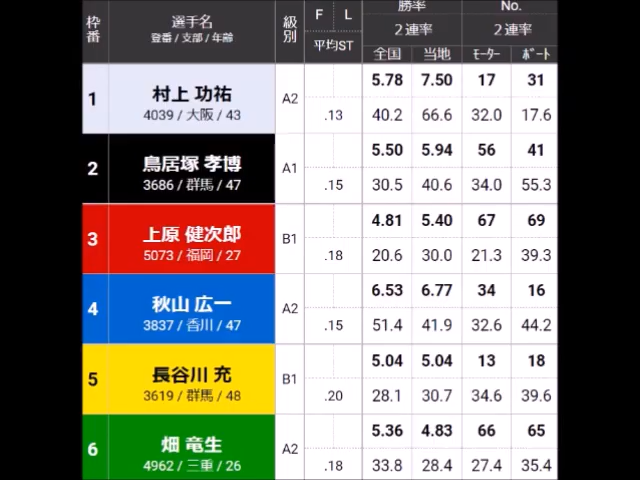 枠番 選手名 級別 F L 勝率 No.
登番 / 支部 / 年齢 平均ST 2連率 2連率
全国 当地 ﾓｰﾀｰ ﾎﾞｰﾄ
1 村上 功祐 A2 5.78 7.50 17 31
4039 / 大阪 / 43 .13 40.2 66.6 32.0 17.6
2 鳥居塚 孝博 A1 5.50 5.94 56 41
3686 / 群馬 / 47 .15 30.5 40.6 34.0 55.3
3 上原 健次郎 B1 4.81 5.40 67 69
5073 / 福岡 / 27 .18 20.6 30.0 21.3 39.3
4 秋山 広一 A2 6.53 6.77 34 16
3837 / 香川 / 47 .15 51.4 41.9 32.6 44.2
5 長谷川 充 B1 5.04 5.04 13 18
3619 / 群馬 / 48 .20 28.1 30.7 34.6 39.6
6 畑 竜生 A2 5.36 4.83 66 65
4962 / 三重 / 26 .18 33.8 28.4 27.4 35.4